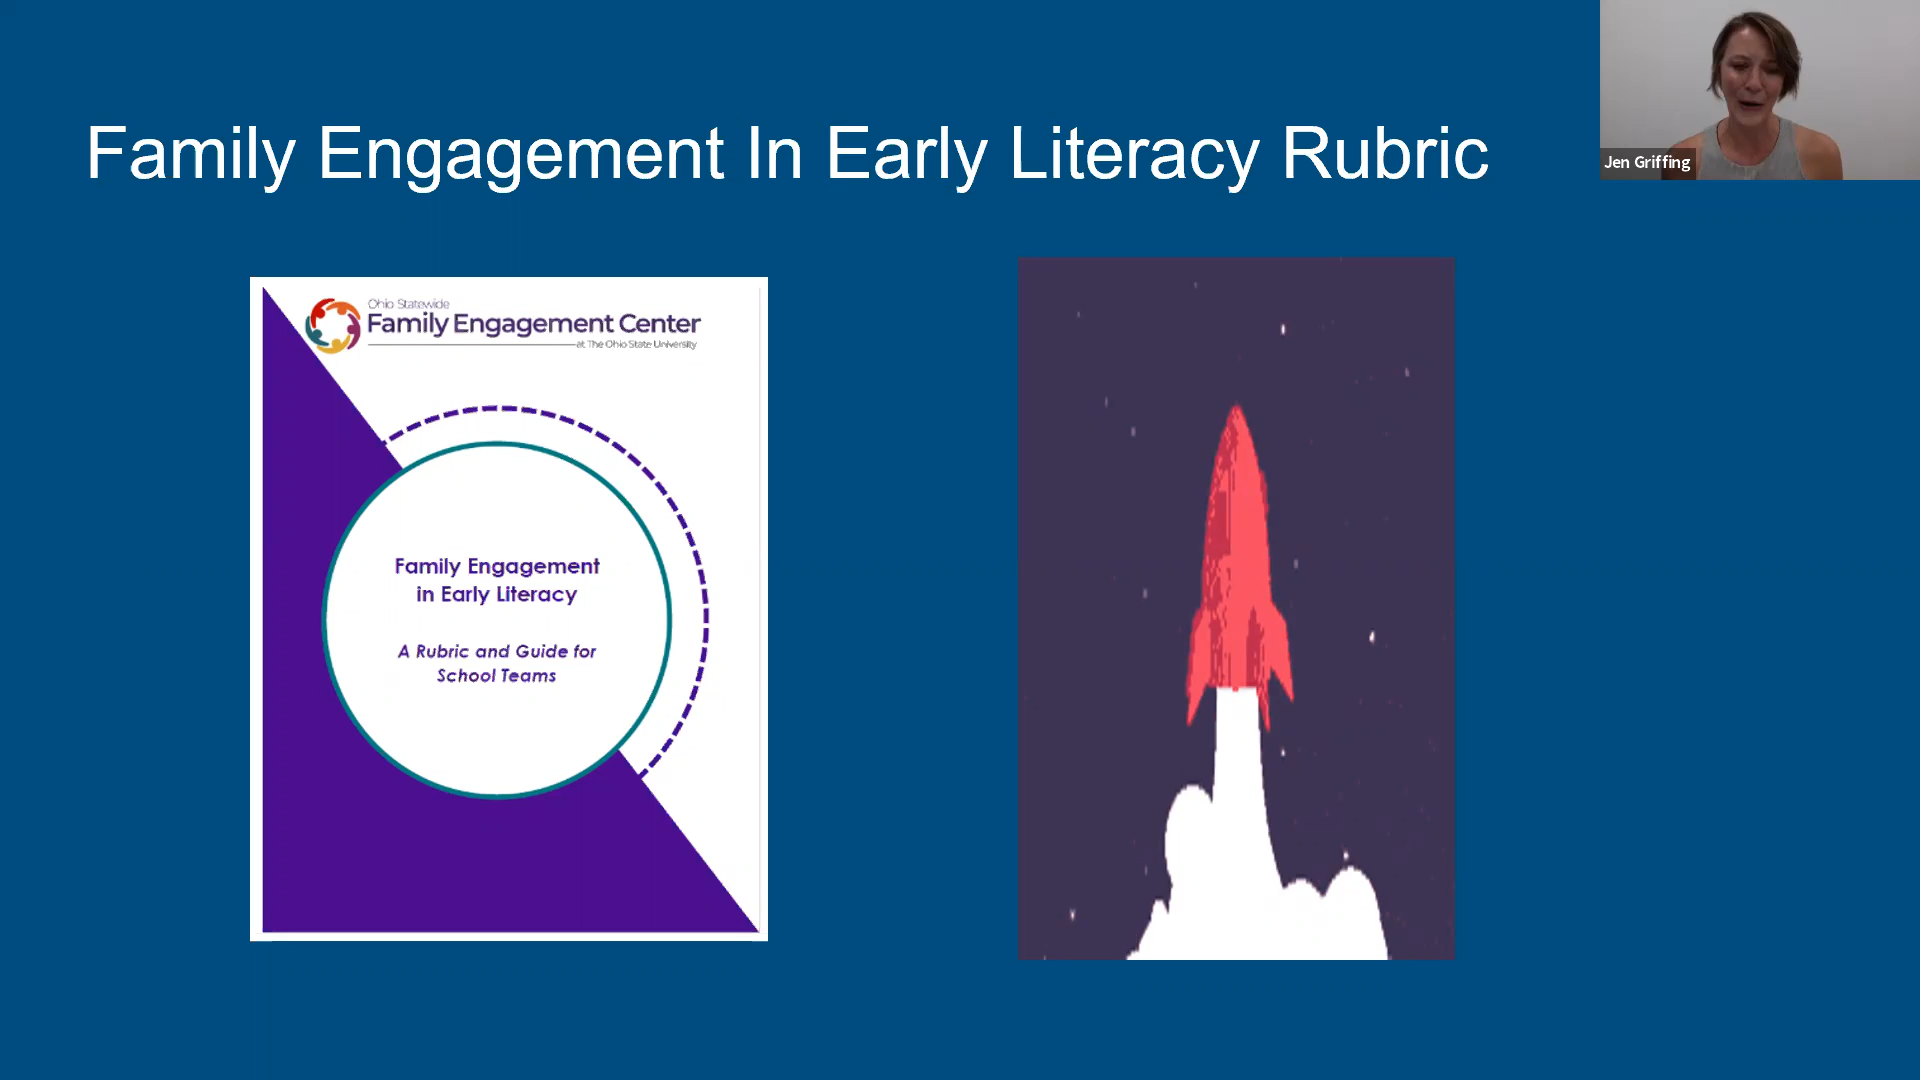 Family Engagement In Early Literacy Rubric
Jen Griffing
Ohio Statewide
Family Engagement Center
at The Ohio State University
Family Engagement
in Early Literacy
A Rubric and Guide for
School Teams